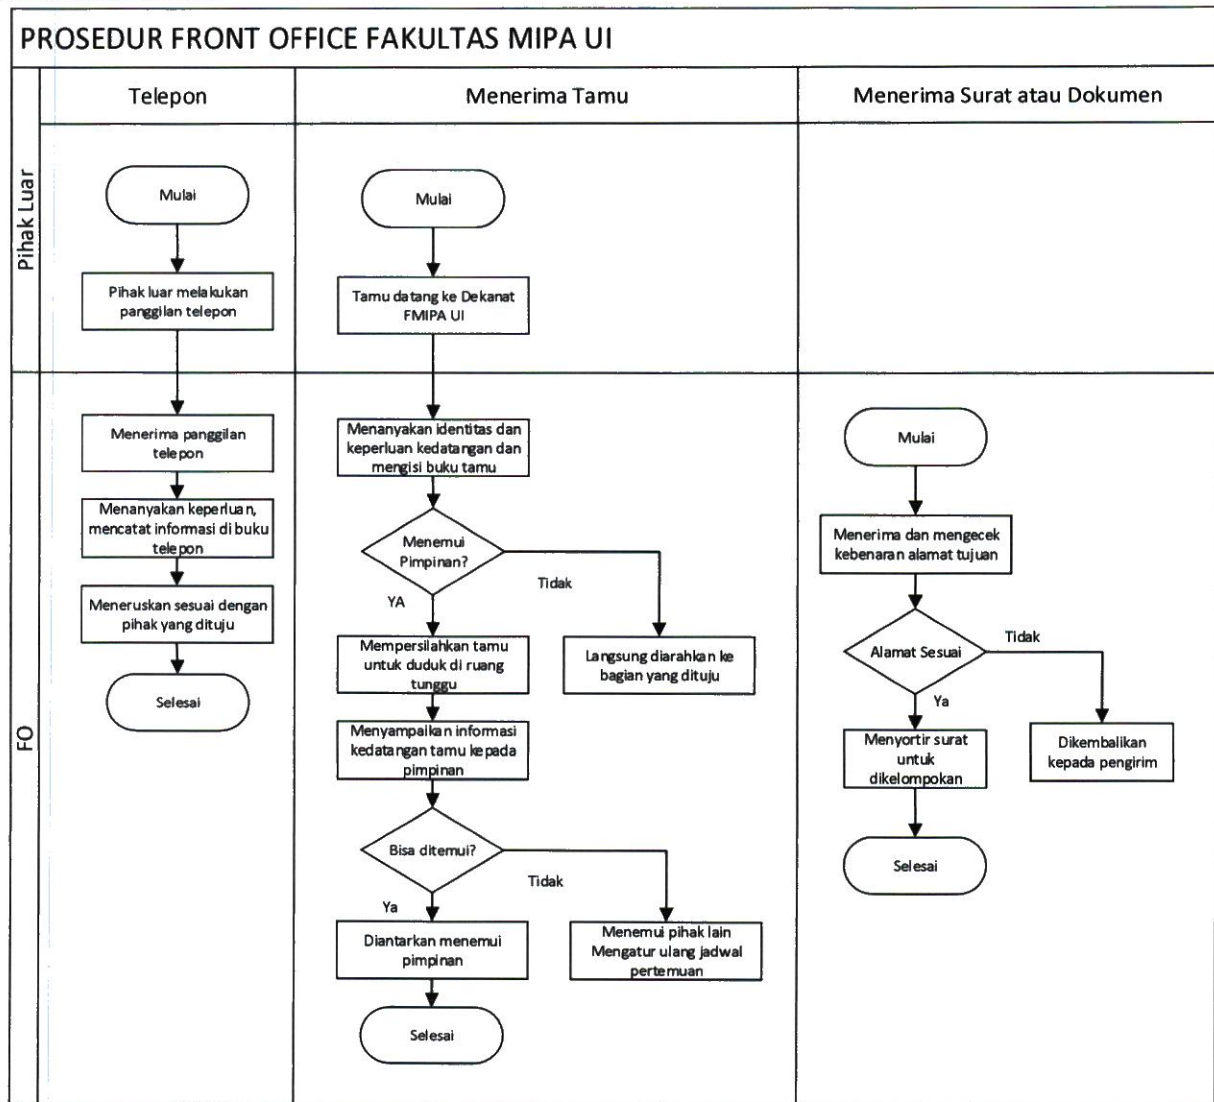 PROSEDUR FRONT OFFICE FAKULTAS MIPA UI
Telepon
Menerima Tamu
Menerima Surat atau Dokumen
Pihak Luar
Mulai
Pihak luar melakukan
panggilan telepon
Mulai
Tamu datang ke Dekanat
FMIPA UI
FO
Menerima panggilan
telepon
Menanyakan keperluan,
mencatat informasi di buku
telepon
Meneruskan sesuai dengan
pihak yang dituju
Selesai
Menanyakan identitas dan
keperluan kedatangan dan
mengisi buku tamu
Menemui
Pimpinan?
Tidak
YA
Mempersilahkan tamu
untuk duduk di ruang
tunggu
Langsung diarahkan ke
bagian yang dituju
Menyampaikan informasi
kedatangan tamu kepada
pimpinan
Bisa ditemui?
Tidak
Ya
Diantarkan menemui
pimpinan
Menemui pihak lain
Mengatur ulang jadwal
pertemuan
Selesai
Mulai
Menerima dan mengecek
kebenaran alamat tujuan
Alamat Sesuai
Tidak
Ya
Menyortir surat
untuk
dikelompokan
Dikembalikan
kepada pengirim
Selesai